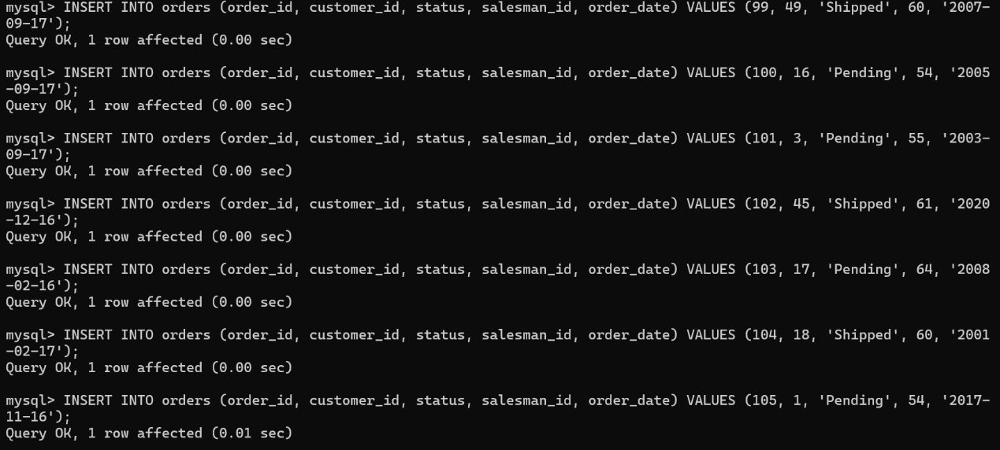 mysql> INSERT INTO orders (order_id, customer_id, status, salesman_id, order_date) VALUES (99, 49, 'Shipped', 60, '2007-
09-17');
Query OK, 1 row affected (0.00 sec)
mysql> INSERT INTO orders (order_id, customer_id, status, salesman_id, order_date) VALUES (100, 16, 'Pending', 54, '2005
-09-17');
Query OK, 1 row affected (0.00 sec)
mysql> INSERT INTO orders (order_id, customer_id, status, salesman_id, order_date) VALUES (101, 3, 'Pending', 55, '2003-
09-17');
Query OK, 1 row affected (0.00 sec)
mysql> INSERT INTO orders (order_id, customer_id, status, salesman_id, order_date) VALUES (102, 45, 'Shipped', 61, '2020
-12-16');
Query OK, 1 row affected (0.00 sec)
mysql> INSERT INTO orders (order_id, customer_id, status, salesman_id, order_date) VALUES (103, 17, 'Pending', 64, '2008
-02-16');
Query OK, 1 row affected (0.00 sec)
mysql> INSERT INTO orders (order_id, customer_id, status, salesman_id, order_date) VALUES (104, 18, 'Shipped', 60, '2001
-02-17');
Query OK, 1 row affected (0.00 sec)
mysql> INSERT INTO orders (order_id, customer_id, status, salesman_id, order_date) VALUES (105, 1, 'Pending', 54, '2017-
11-16');
Query OK, 1 row affected (0.01 sec)